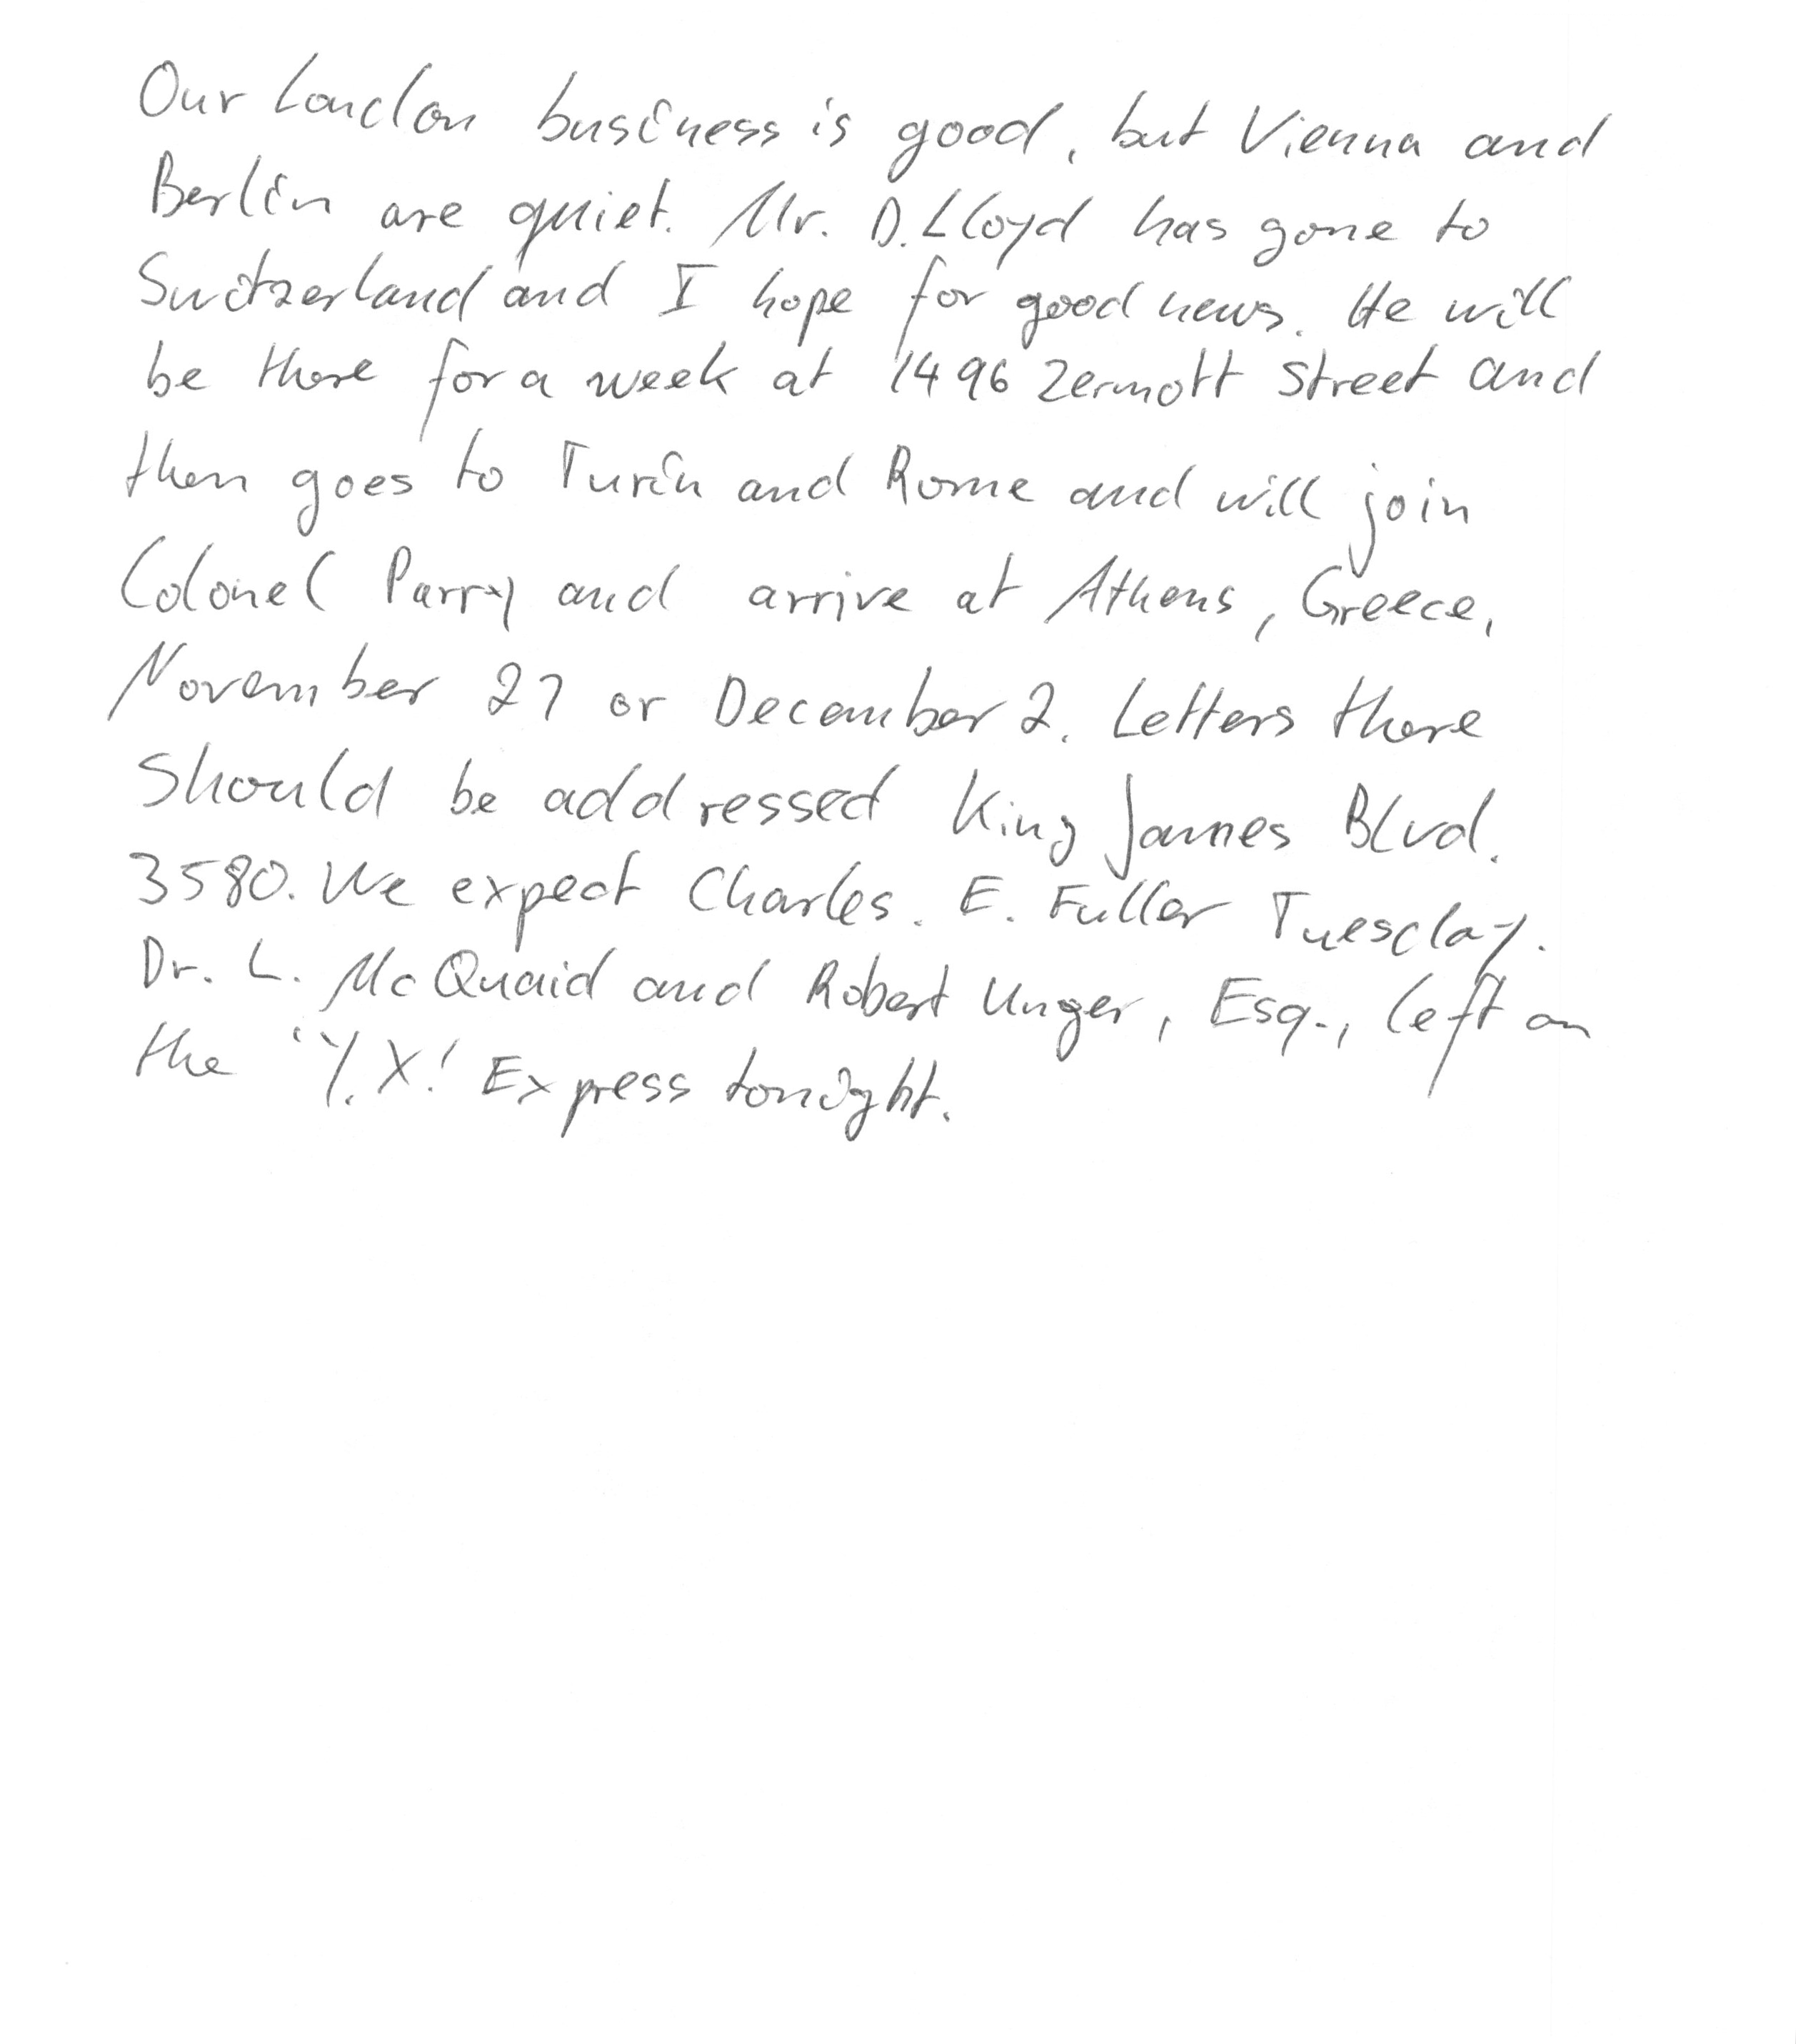 Our London business is good, but Vienna and
Berlin are quiet. Mr. D. Lloyd has gone to
Switzerland and I hope for good news. He will
be there for a week at 1496 Zermott Street and
then goes to Turin and Rome and will join
Colonel Parry and arrive at Athens, Greece,
November 27 or December 2. Letters there
should be addressed King James Blvd.
3580. We expect Charles. E. Fuller Tuesday.
Dr. L. McQuaid and Robert Unger, Esq., left on
the 'Y.X.' Express tonight.